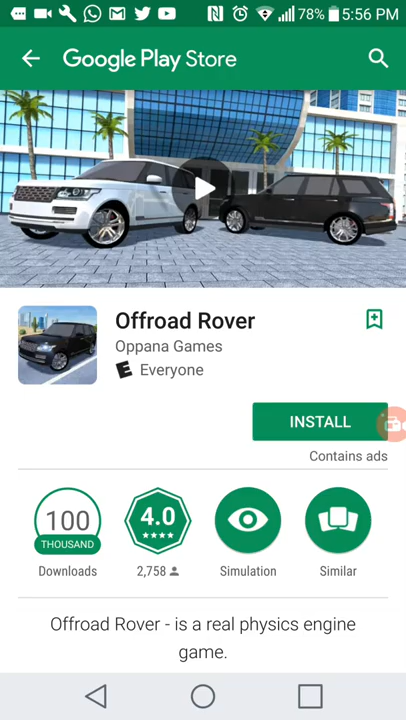 78% 5:56 PM
Google Play Store
Offroad Rover
Oppana Games
E Everyone
INSTALL
Contains ads
100
THOUSAND
4.0
Downloads
2,758
Simulation
Similar
Offroad Rover - is a real physics engine
game.